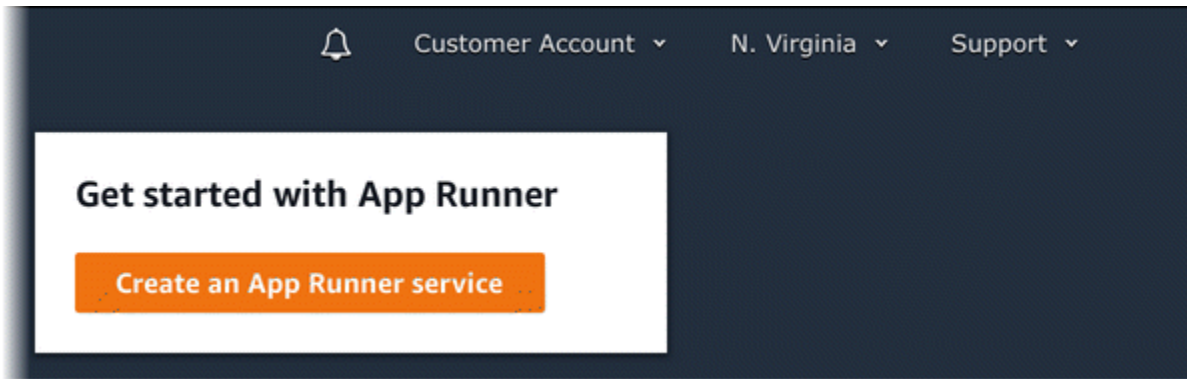 Customer Account N. Virginia Support
Get started with App Runner
Create an App Runner service